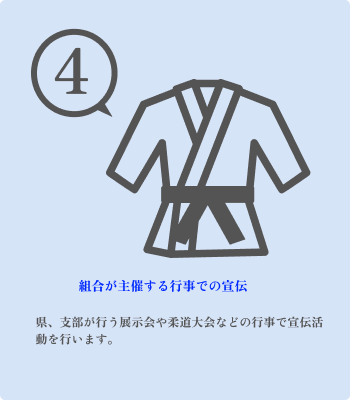 4
組合が主催する行事での宣伝
県、支部が行う展示会や柔道大会などの行事で宣伝活
動を行います。